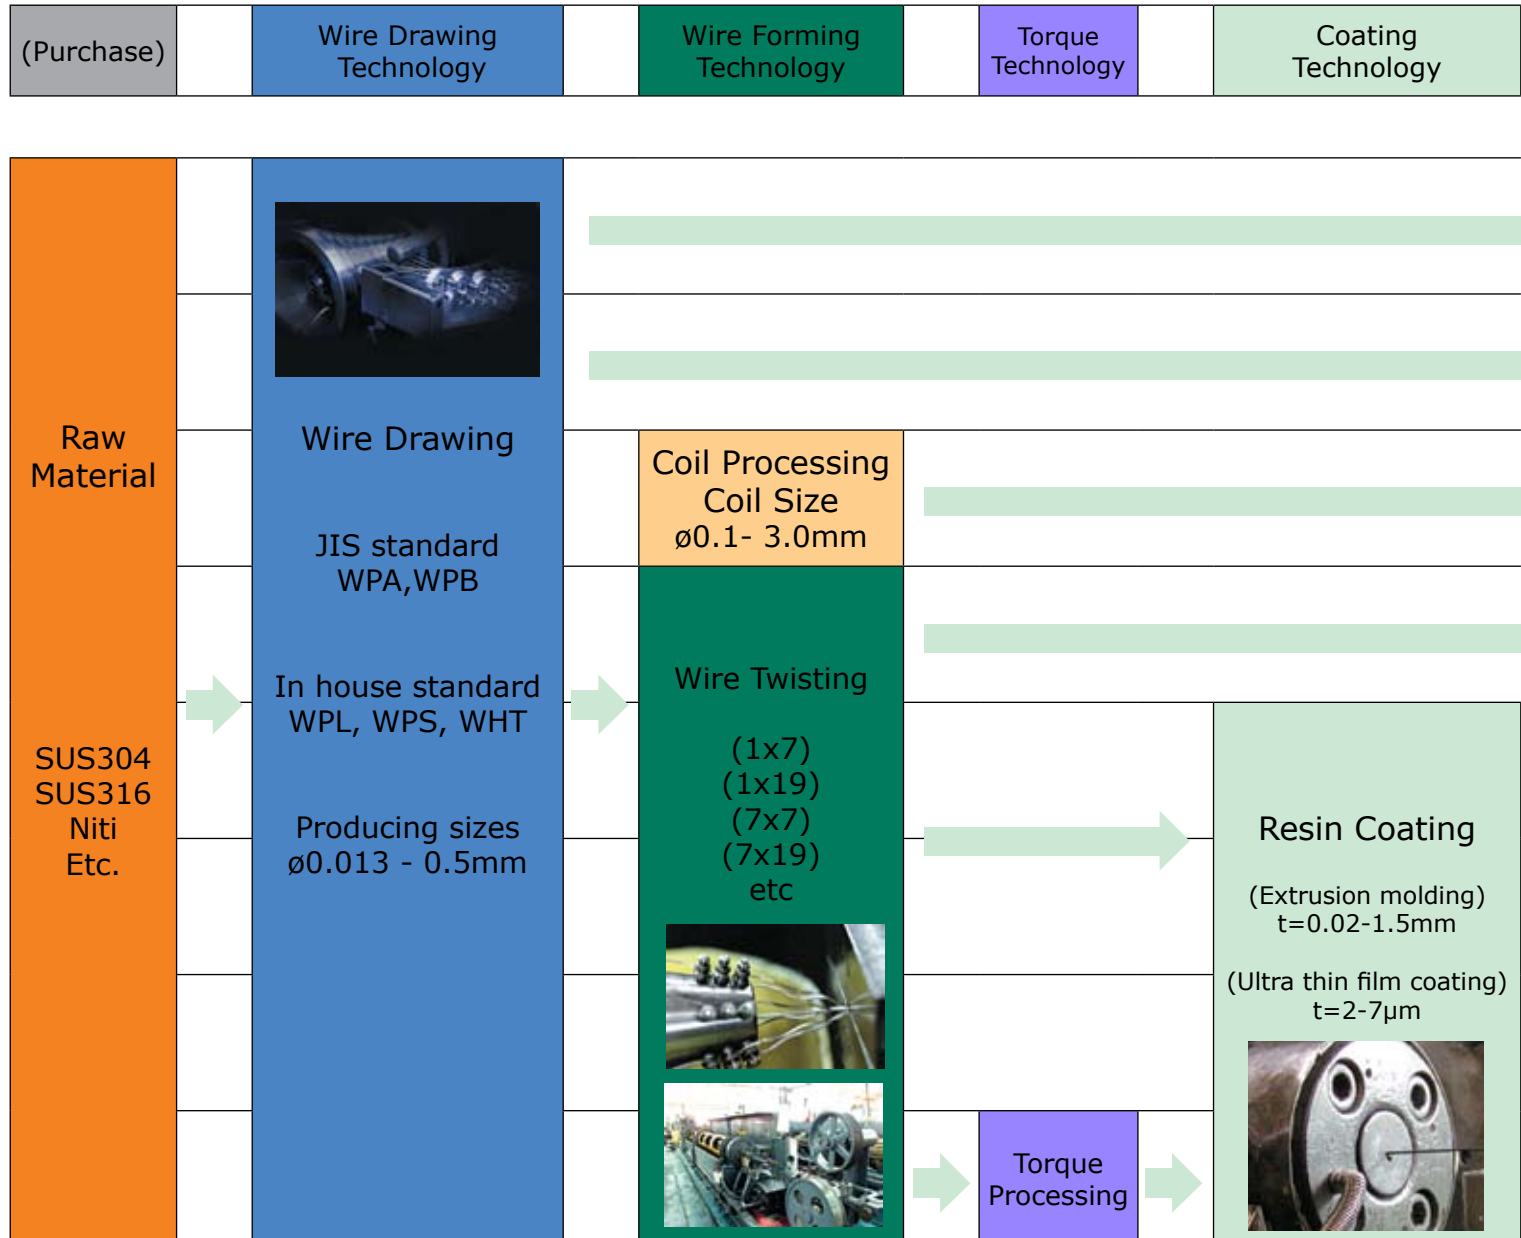 (Purchase)
Wire Drawing
Technology
Wire Forming
Technology
Torque
Technology
Coating
Technology
Raw
Material
SUS304
SUS316
Niti
Etc.
Wire Drawing
JIS standard
WPA,WPB
In house standard
WPL, WPS, WHT
Producing sizes
ø0.013 - 0.5mm
Coil Processing
Coil Size
ø0.1- 3.0mm
Wire Twisting
(1x7)
(1x19)
(7x7)
(7x19)
etc
Torque
Processing
Resin Coating
(Extrusion molding)
t=0.02-1.5mm
(Ultra thin film coating)
t=2-7µm